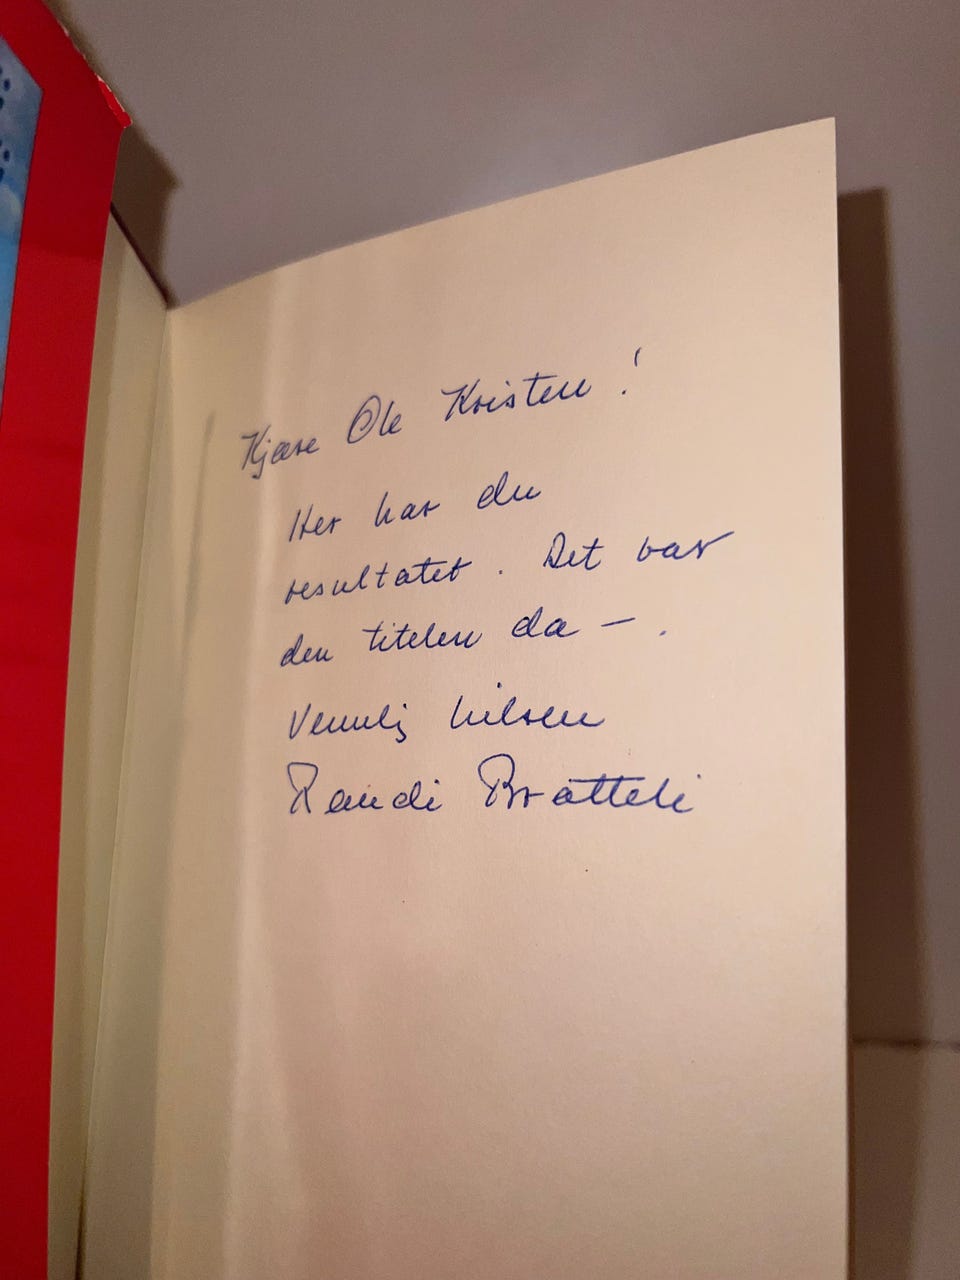 Kjære Ole Kristen!
Her har du
resultatet. Det var
den titelen da —.
Vennlig hilsen
Randi Bratteli